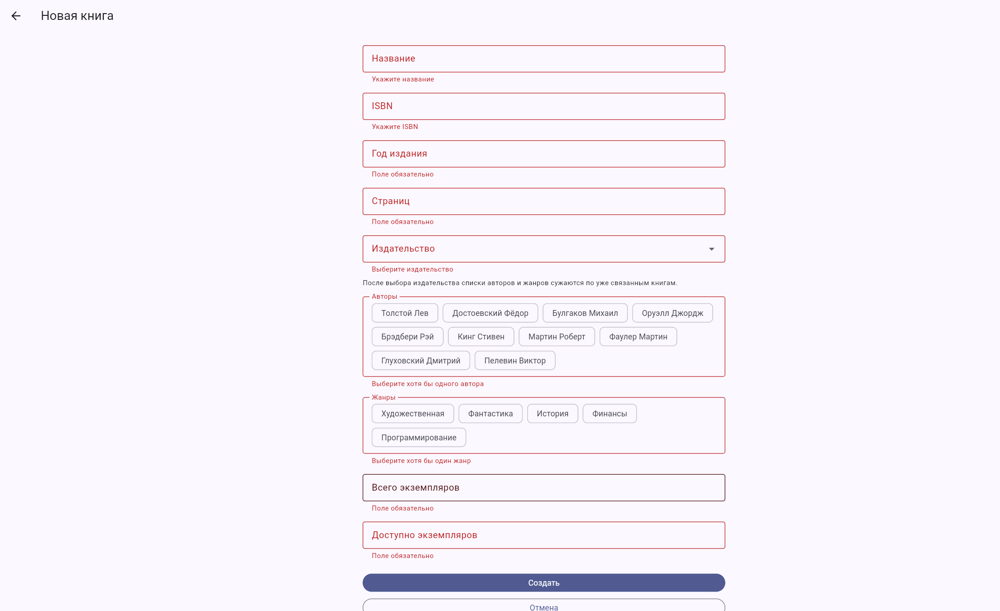 Новая книга
Название
Укажите название
ISBN
Укажите ISBN
Год издания
Поле обязательно
Страниц
Поле обязательно
Издательство
Выберите издательство
После выбора издательства списки авторов и жанров сужаются по уже связанным книгам.
Авторы
Толстой Лев Достоевский Фёдор Булгаков Михаил Оруэлл Джордж
Брэдбери Рэй Кинг Стивен Мартин Роберт Фаулер Мартин
Глуховский Дмитрий Пелевин Виктор
Выберите хотя бы одного автора
Жанры
Художественная Фантастика История Финансы
Программирование
Выберите хотя бы один жанр
Всего экземпляров
Поле обязательно
Доступно экземпляров
Поле обязательно
Создать
Отмена